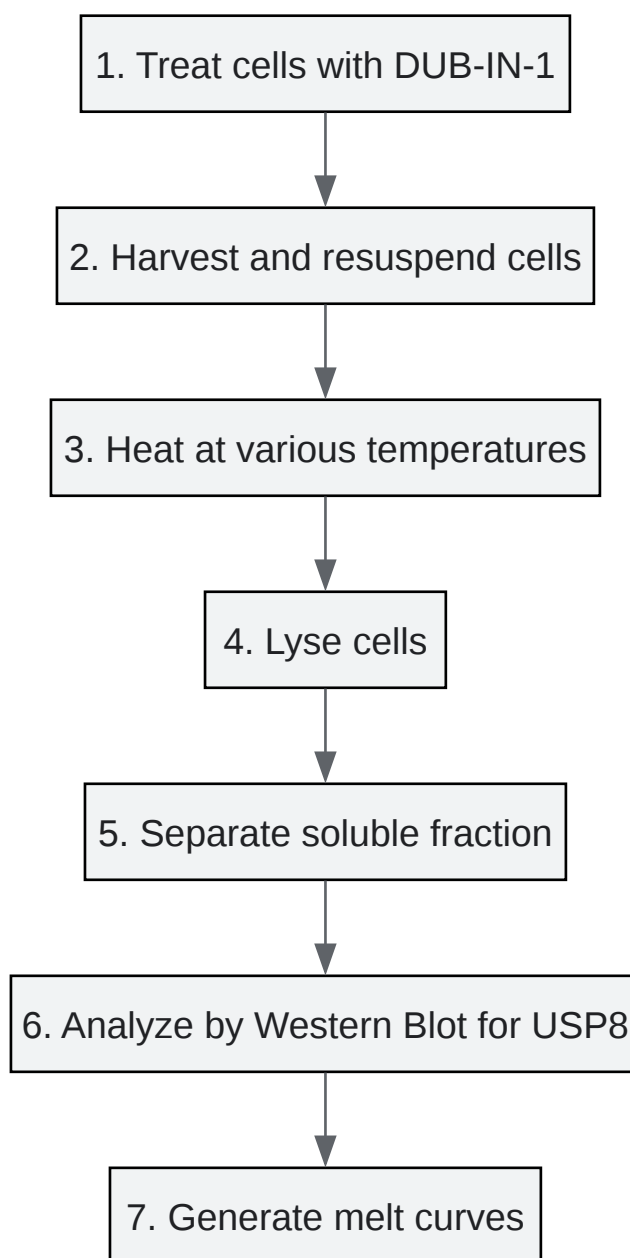 1. Treat cells with DUB-IN-1
2. Harvest and resuspend cells
3. Heat at various temperatures
4. Lyse cells
5. Separate soluble fraction
6. Analyze by Western Blot for USP8
7. Generate melt curves